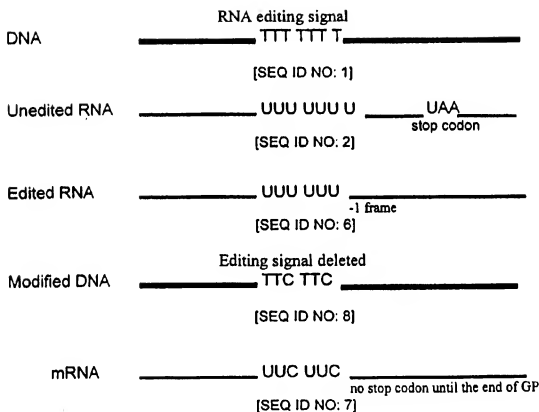 RNA editing signal
DNA TTT TTT T
[SEQ ID NO: 1]
Unedited RNA UUU UUU U UAA
stop codon
[SEQ ID NO: 2]
Edited RNA UUU UUU
-1 frame
[SEQ ID NO: 6]
Editing signal deleted
Modified DNA TTC TTC
[SEQ ID NO: 8]
mRNA UUC UUC
no stop codon until the end of GP
[SEQ ID NO: 7]